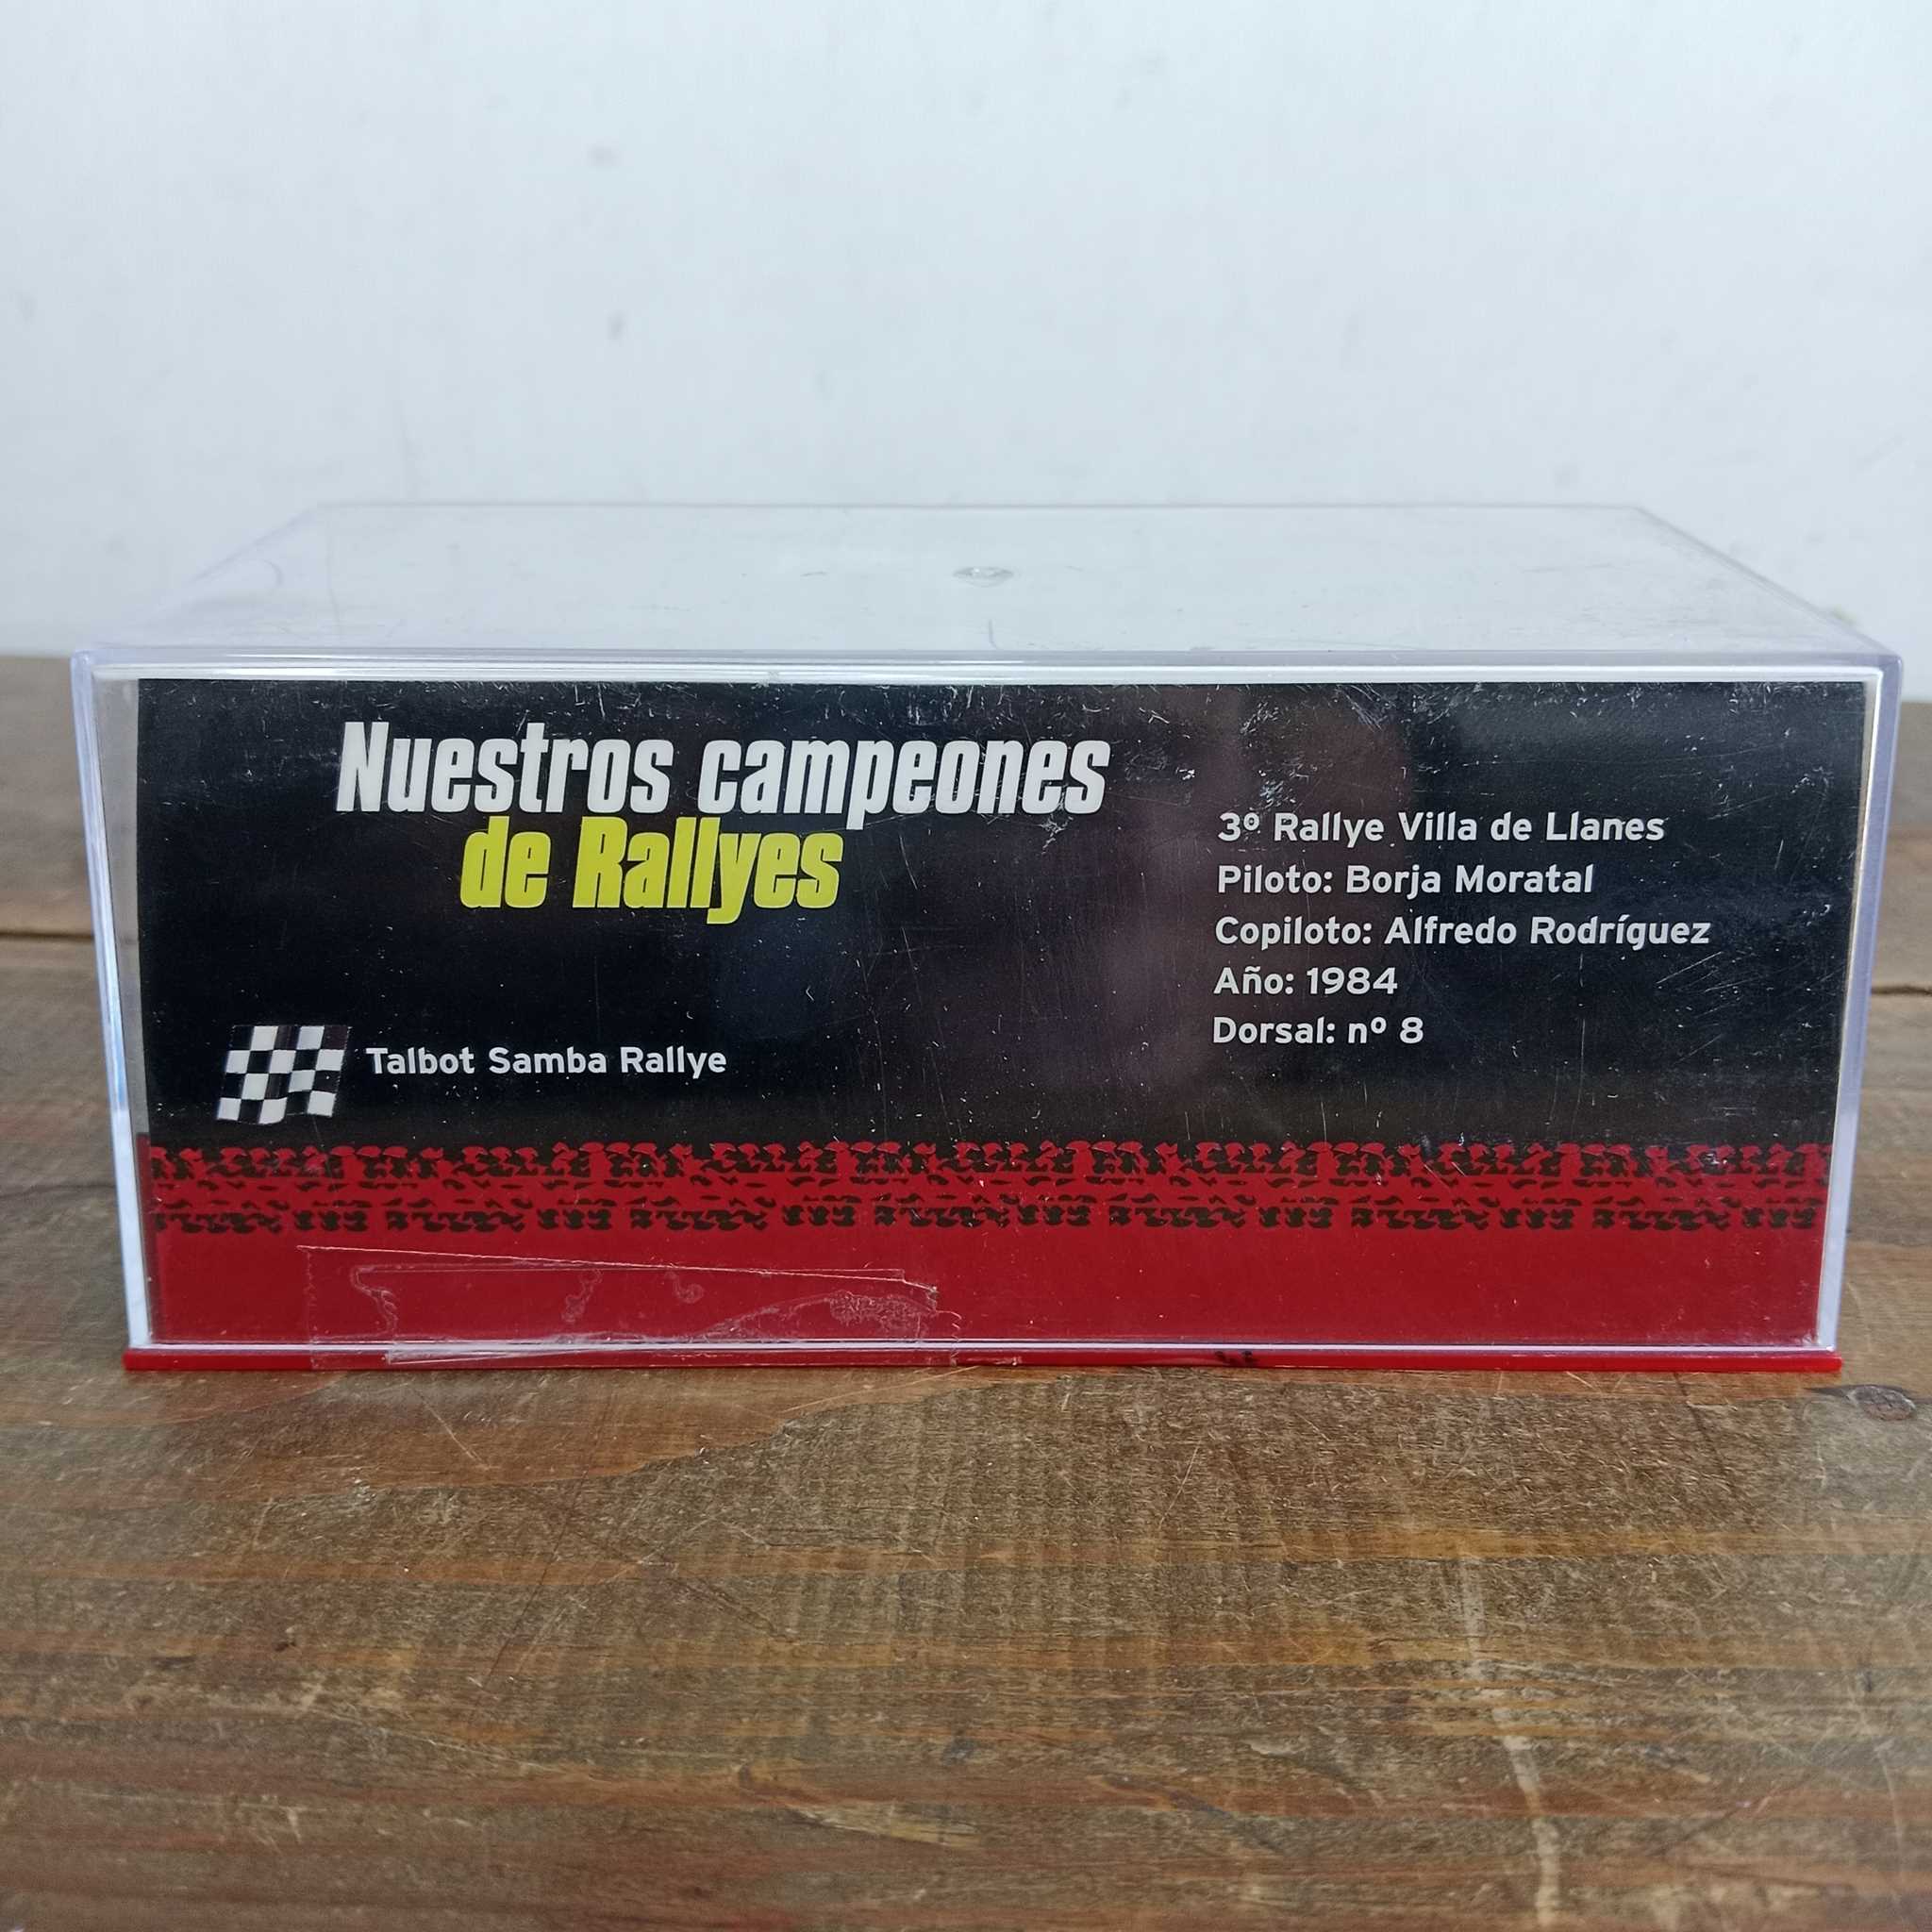 Nuestros campeones
de Rallyes
Talbot Samba Rallye
3º Rallye Villa de Llanes
Piloto: Borja Moratal
Copiloto: Alfredo Rodríguez
Año: 1984
Dorsal: nº 8